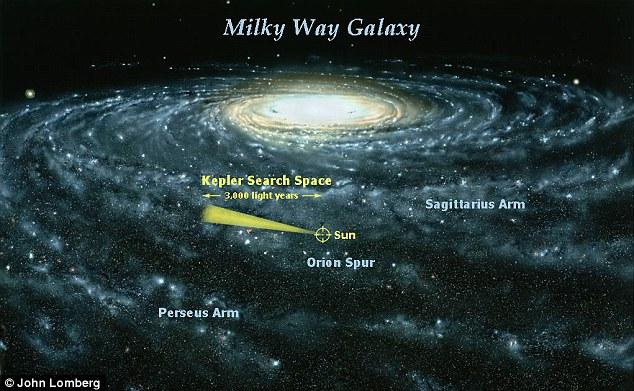 Milky Way Galaxy
Kepler Search Space
3,000 light years
Sagittarius Arm
Sun
Orion Spur
Perseus Arm
© John Lomberg